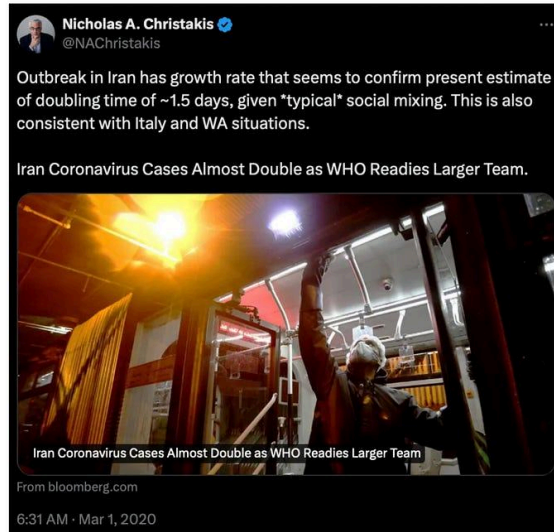 Nicholas A. Christakis
@NAChristakis
Outbreak in Iran has growth rate that seems to confirm present estimate
of doubling time of ~1.5 days, given *typical* social mixing. This is also
consistent with Italy and WA situations.
Iran Coronavirus Cases Almost Double as WHO Readies Larger Team.
Iran Coronavirus Cases Almost Double as WHO Readies Larger Team
From bloomberg.com
6:31 AM · Mar 1, 2020